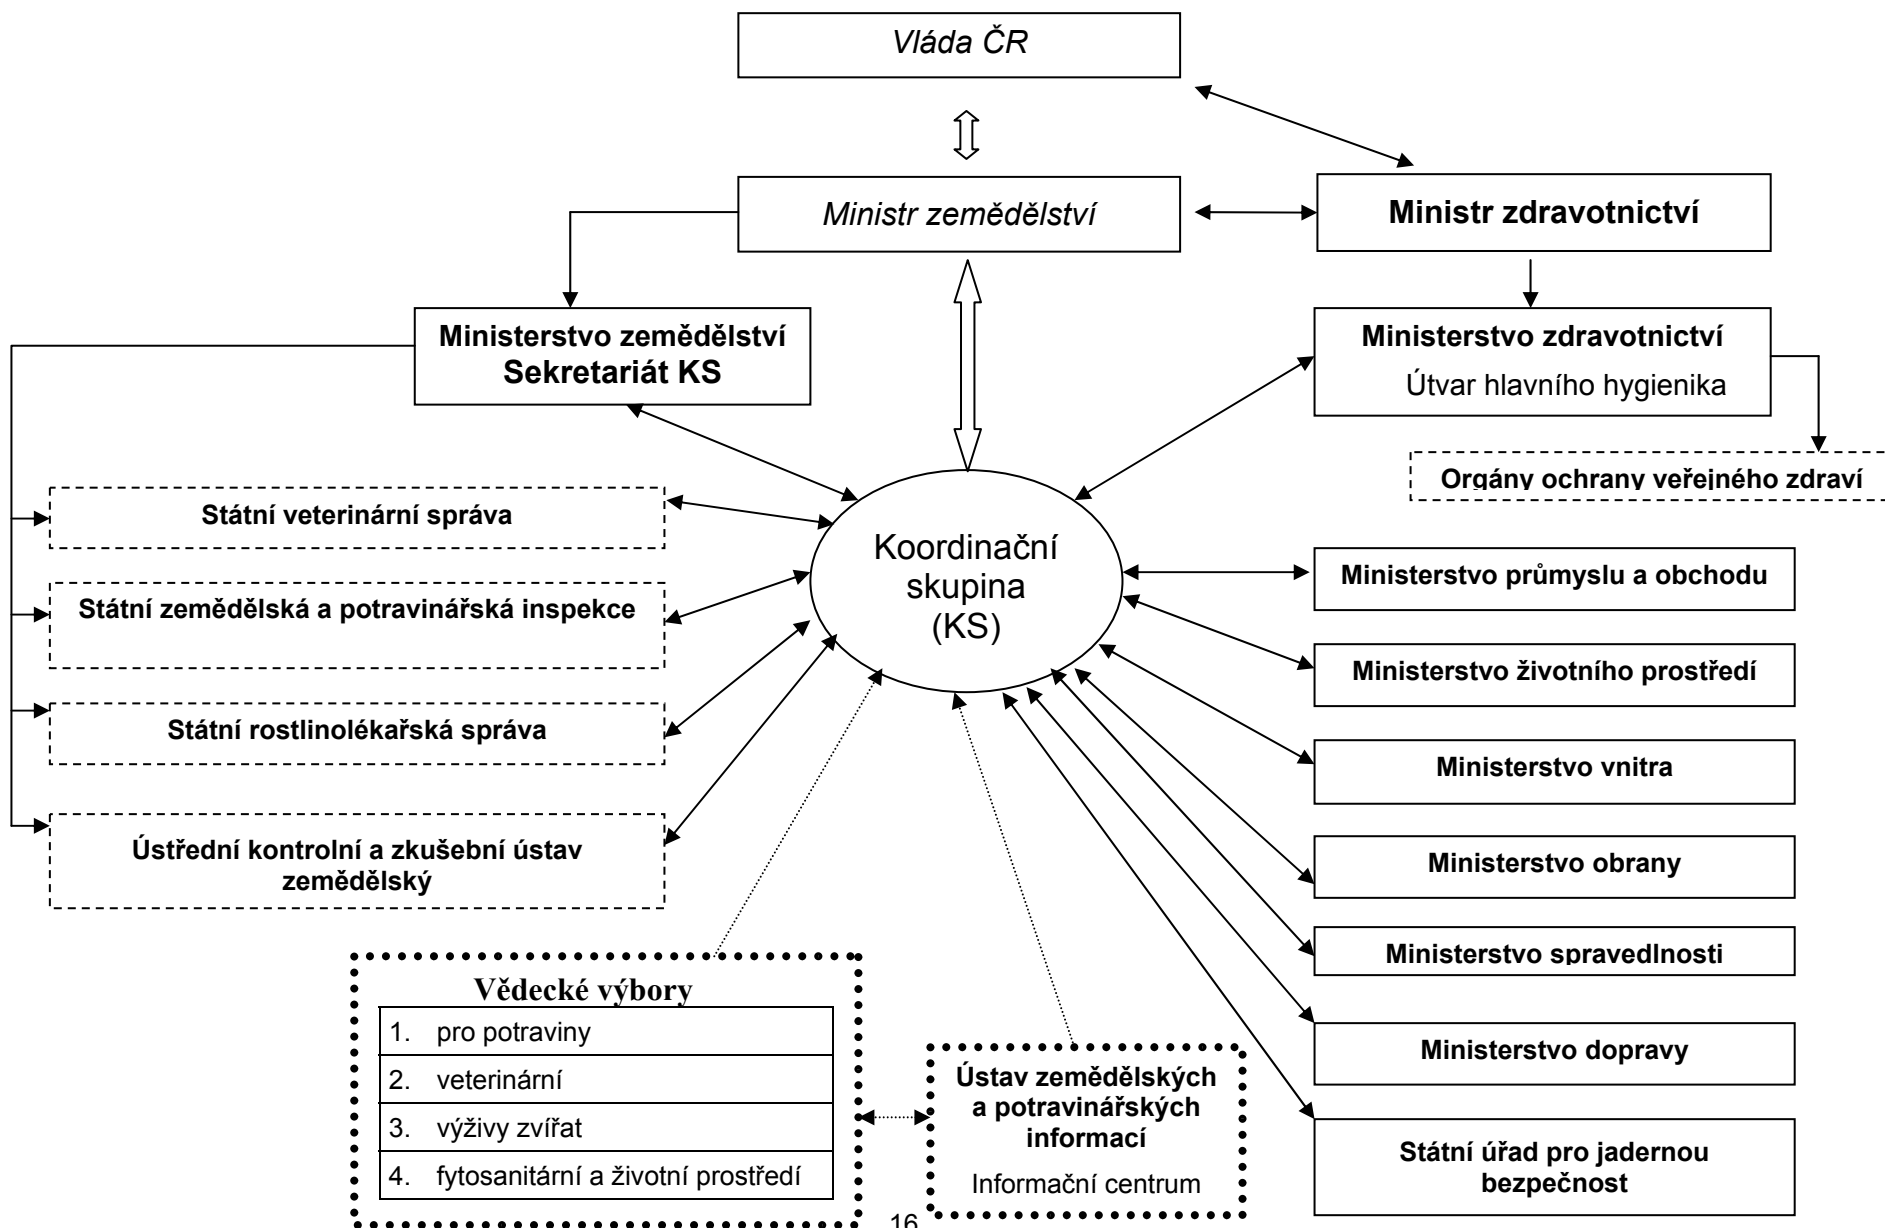 Vláda ČR
Ministr zemědělství
Ministr zdravotnictví
Ministerstvo zemědělství
Sekretariát KS
Ministerstvo zdravotnictví
Útvar hlavního hygienika
Orgány ochrany veřejného zdraví
Státní veterinární správa
Koordinační
skupina
(KS)
Ministerstvo průmyslu a obchodu
Státní zemědělská a potravinářská inspekce
Ministerstvo životního prostředí
Státní rostlinolékařská správa
Ministerstvo vnitra
Ústřední kontrolní a zkušební ústav
zemědělský
Ministerstvo obrany
Ministerstvo spravedlnosti
Vědecké výbory
1. pro potraviny
2. veterinární
3. výživy zvířat
4. fytosanitární a životní prostředí
Ústav zemědělských
a potravinářských
informací
Informační centrum
Ministerstvo dopravy
Státní úřad pro jadernou
bezpečnost
16